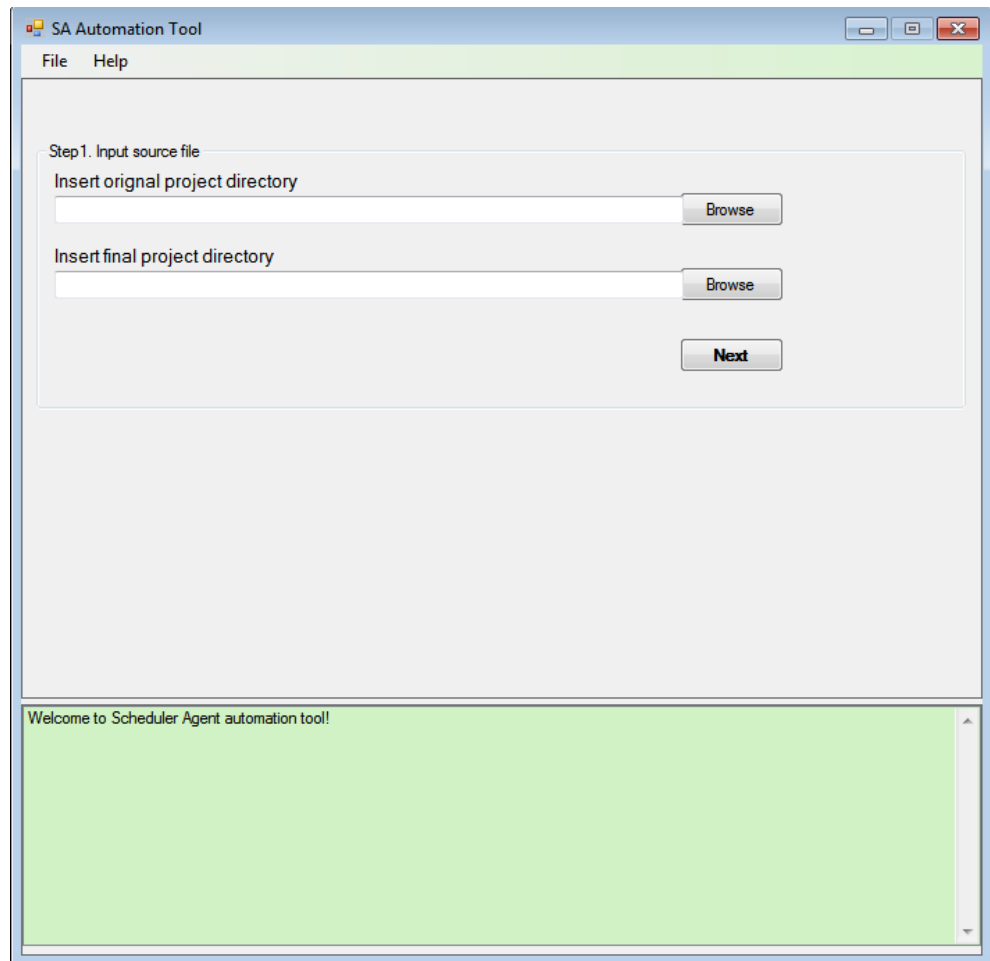 SA Automation Tool
File Help
Step1. Input source file
Insert orignal project directory
Browse
Insert final project directory
Browse
Next
Welcome to Scheduler Agent automation tool!